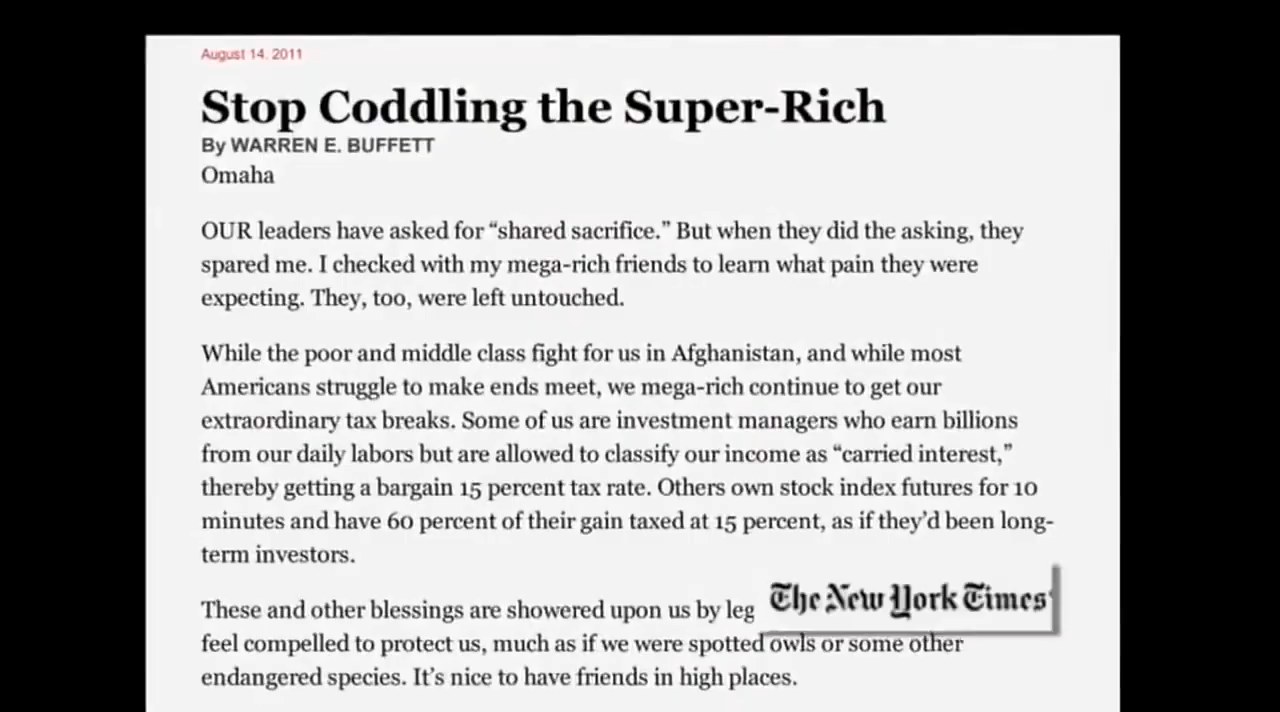 August 14, 2011
Stop Coddling the Super-Rich
By WARREN E. BUFFETT
Omaha
OUR leaders have asked for “shared sacrifice.” But when they did the asking, they
spared me. I checked with my mega-rich friends to learn what pain they were
expecting. They, too, were left untouched.
While the poor and middle class fight for us in Afghanistan, and while most
Americans struggle to make ends meet, we mega-rich continue to get our
extraordinary tax breaks. Some of us are investment managers who earn billions
from our daily labors but are allowed to classify our income as “carried interest,”
thereby getting a bargain 15 percent tax rate. Others own stock index futures for 10
minutes and have 60 percent of their gain taxed at 15 percent, as if they’d been long-
term investors.
These and other blessings are showered upon us by leg
The New York Times
feel compelled to protect us, much as if we were spotted owls or some other
endangered species. It’s nice to have friends in high places.